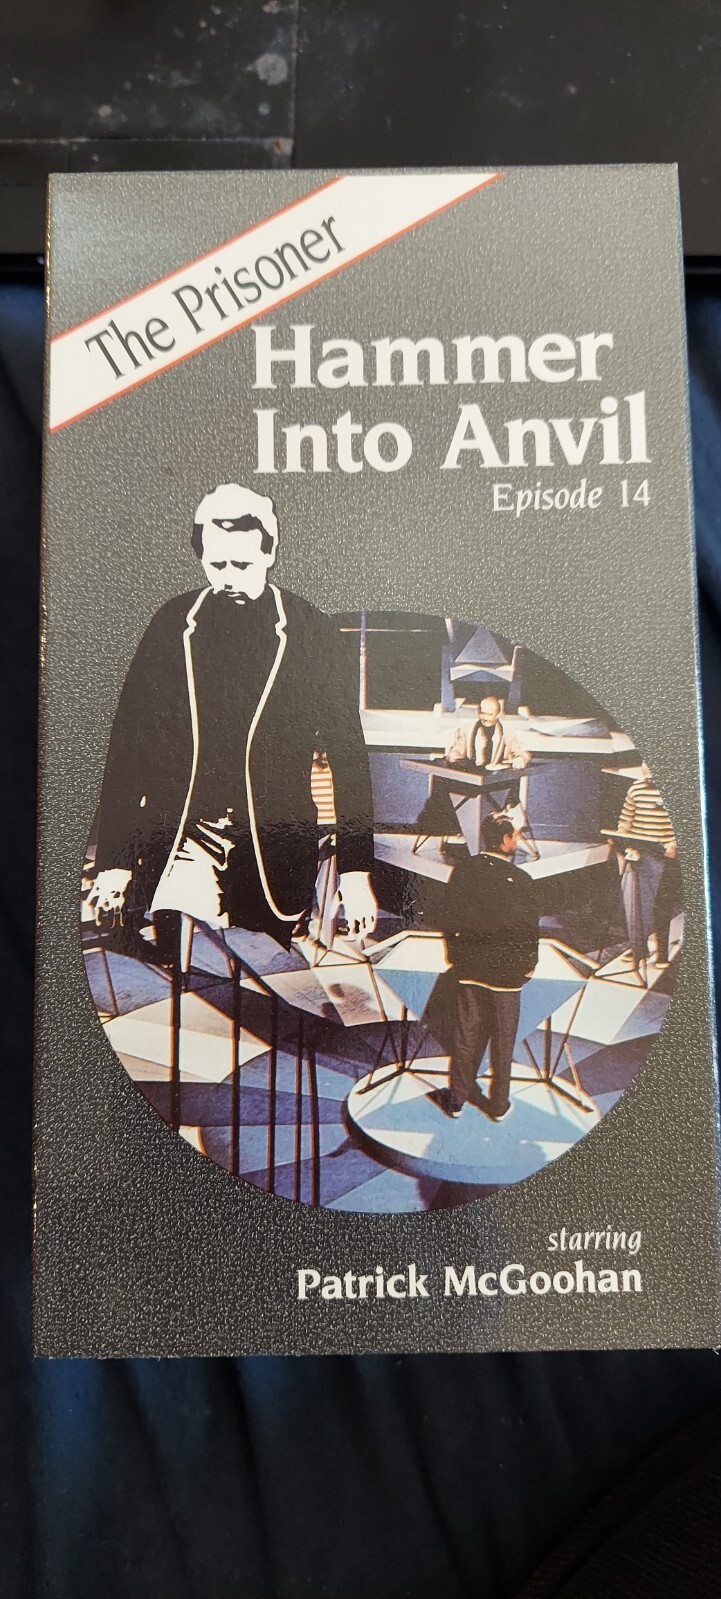 The Prisoner
Hammer
Into Anvil
Episode 14
starring
Patrick McGoohan